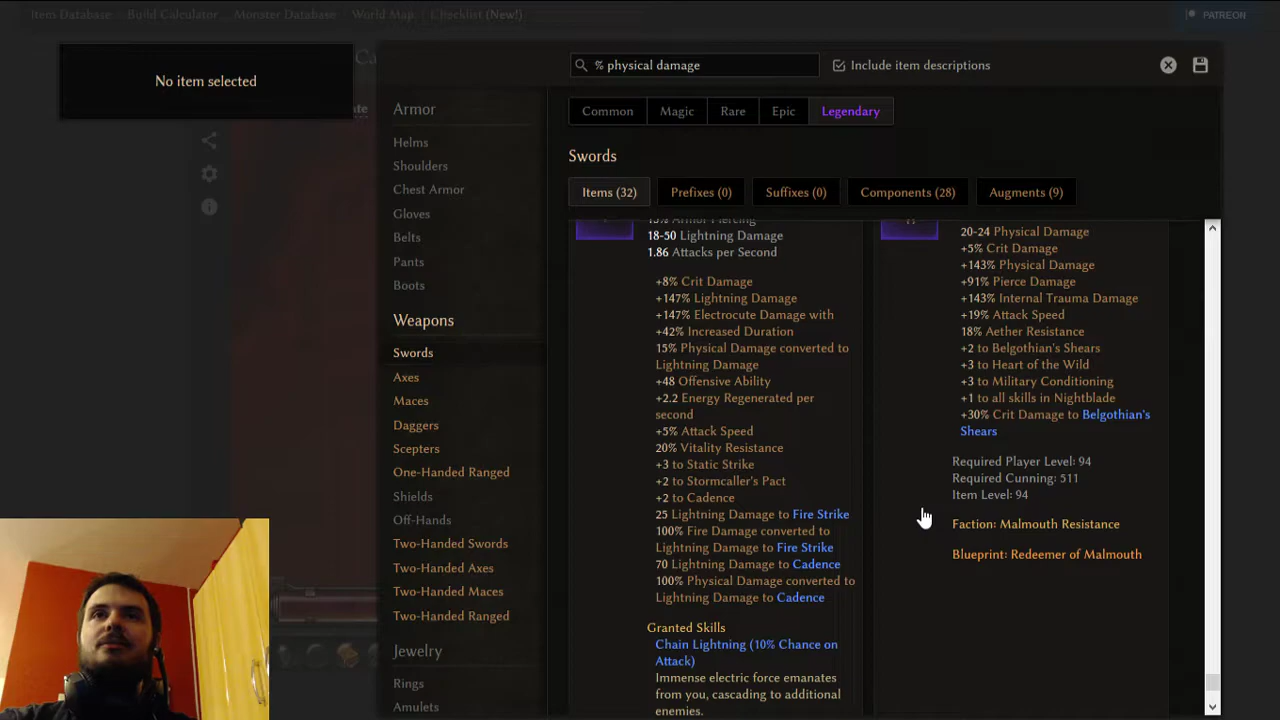 Items Database Build Calculator Monster Database World Map Checklist (New!) PATREON
No item selected
% physical damage
Include item descriptions
Armor
Helms
Shoulders
Chest Armor
Gloves
Belts
Pants
Boots
Weapons
Swords
Axes
Maces
Daggers
Scepters
One-Handed Ranged
Shields
Off-Hands
Two-Handed Swords
Two-Handed Axes
Two-Handed Maces
Two-Handed Ranged
Jewelry
Rings
Amulets
Common Magic Rare Epic Legendary
Swords
Items (32) Prefixes (0) Suffixes (0) Components (28) Augments (9)
15% Armor Piercing
18-50 Lightning Damage
1.86 Attacks per Second
+8% Crit Damage
+147% Lightning Damage
+147% Electrocute Damage with
+42% Increased Duration
15% Physical Damage converted to
Lightning Damage
+48 Offensive Ability
+2.2 Energy Regenerated per
second
+5% Attack Speed
20% Vitality Resistance
+3 to Static Strike
+2 to Stormcaller's Pact
+2 to Cadence
25 Lightning Damage to Fire Strike
100% Fire Damage converted to
Lightning Damage to Fire Strike
70 Lightning Damage to Cadence
100% Physical Damage converted to
Lightning Damage to Cadence
Granted Skills
Chain Lightning (10% Chance on
Attack)
Immense electric force emanates
from you, cascading to additional
enemies.
20-24 Physical Damage
+5% Crit Damage
+143% Physical Damage
+91% Pierce Damage
+143% Internal Trauma Damage
+19% Attack Speed
18% Aether Resistance
+2 to Belgothian's Shears
+3 to Heart of the Wild
+3 to Military Conditioning
+1 to all skills in Nightblade
+30% Crit Damage to Belgothian's
Shears
Required Player Level: 94
Required Cunning: 511
Item Level: 94
Faction: Malmouth Resistance
Blueprint: Redeemer of Malmouth